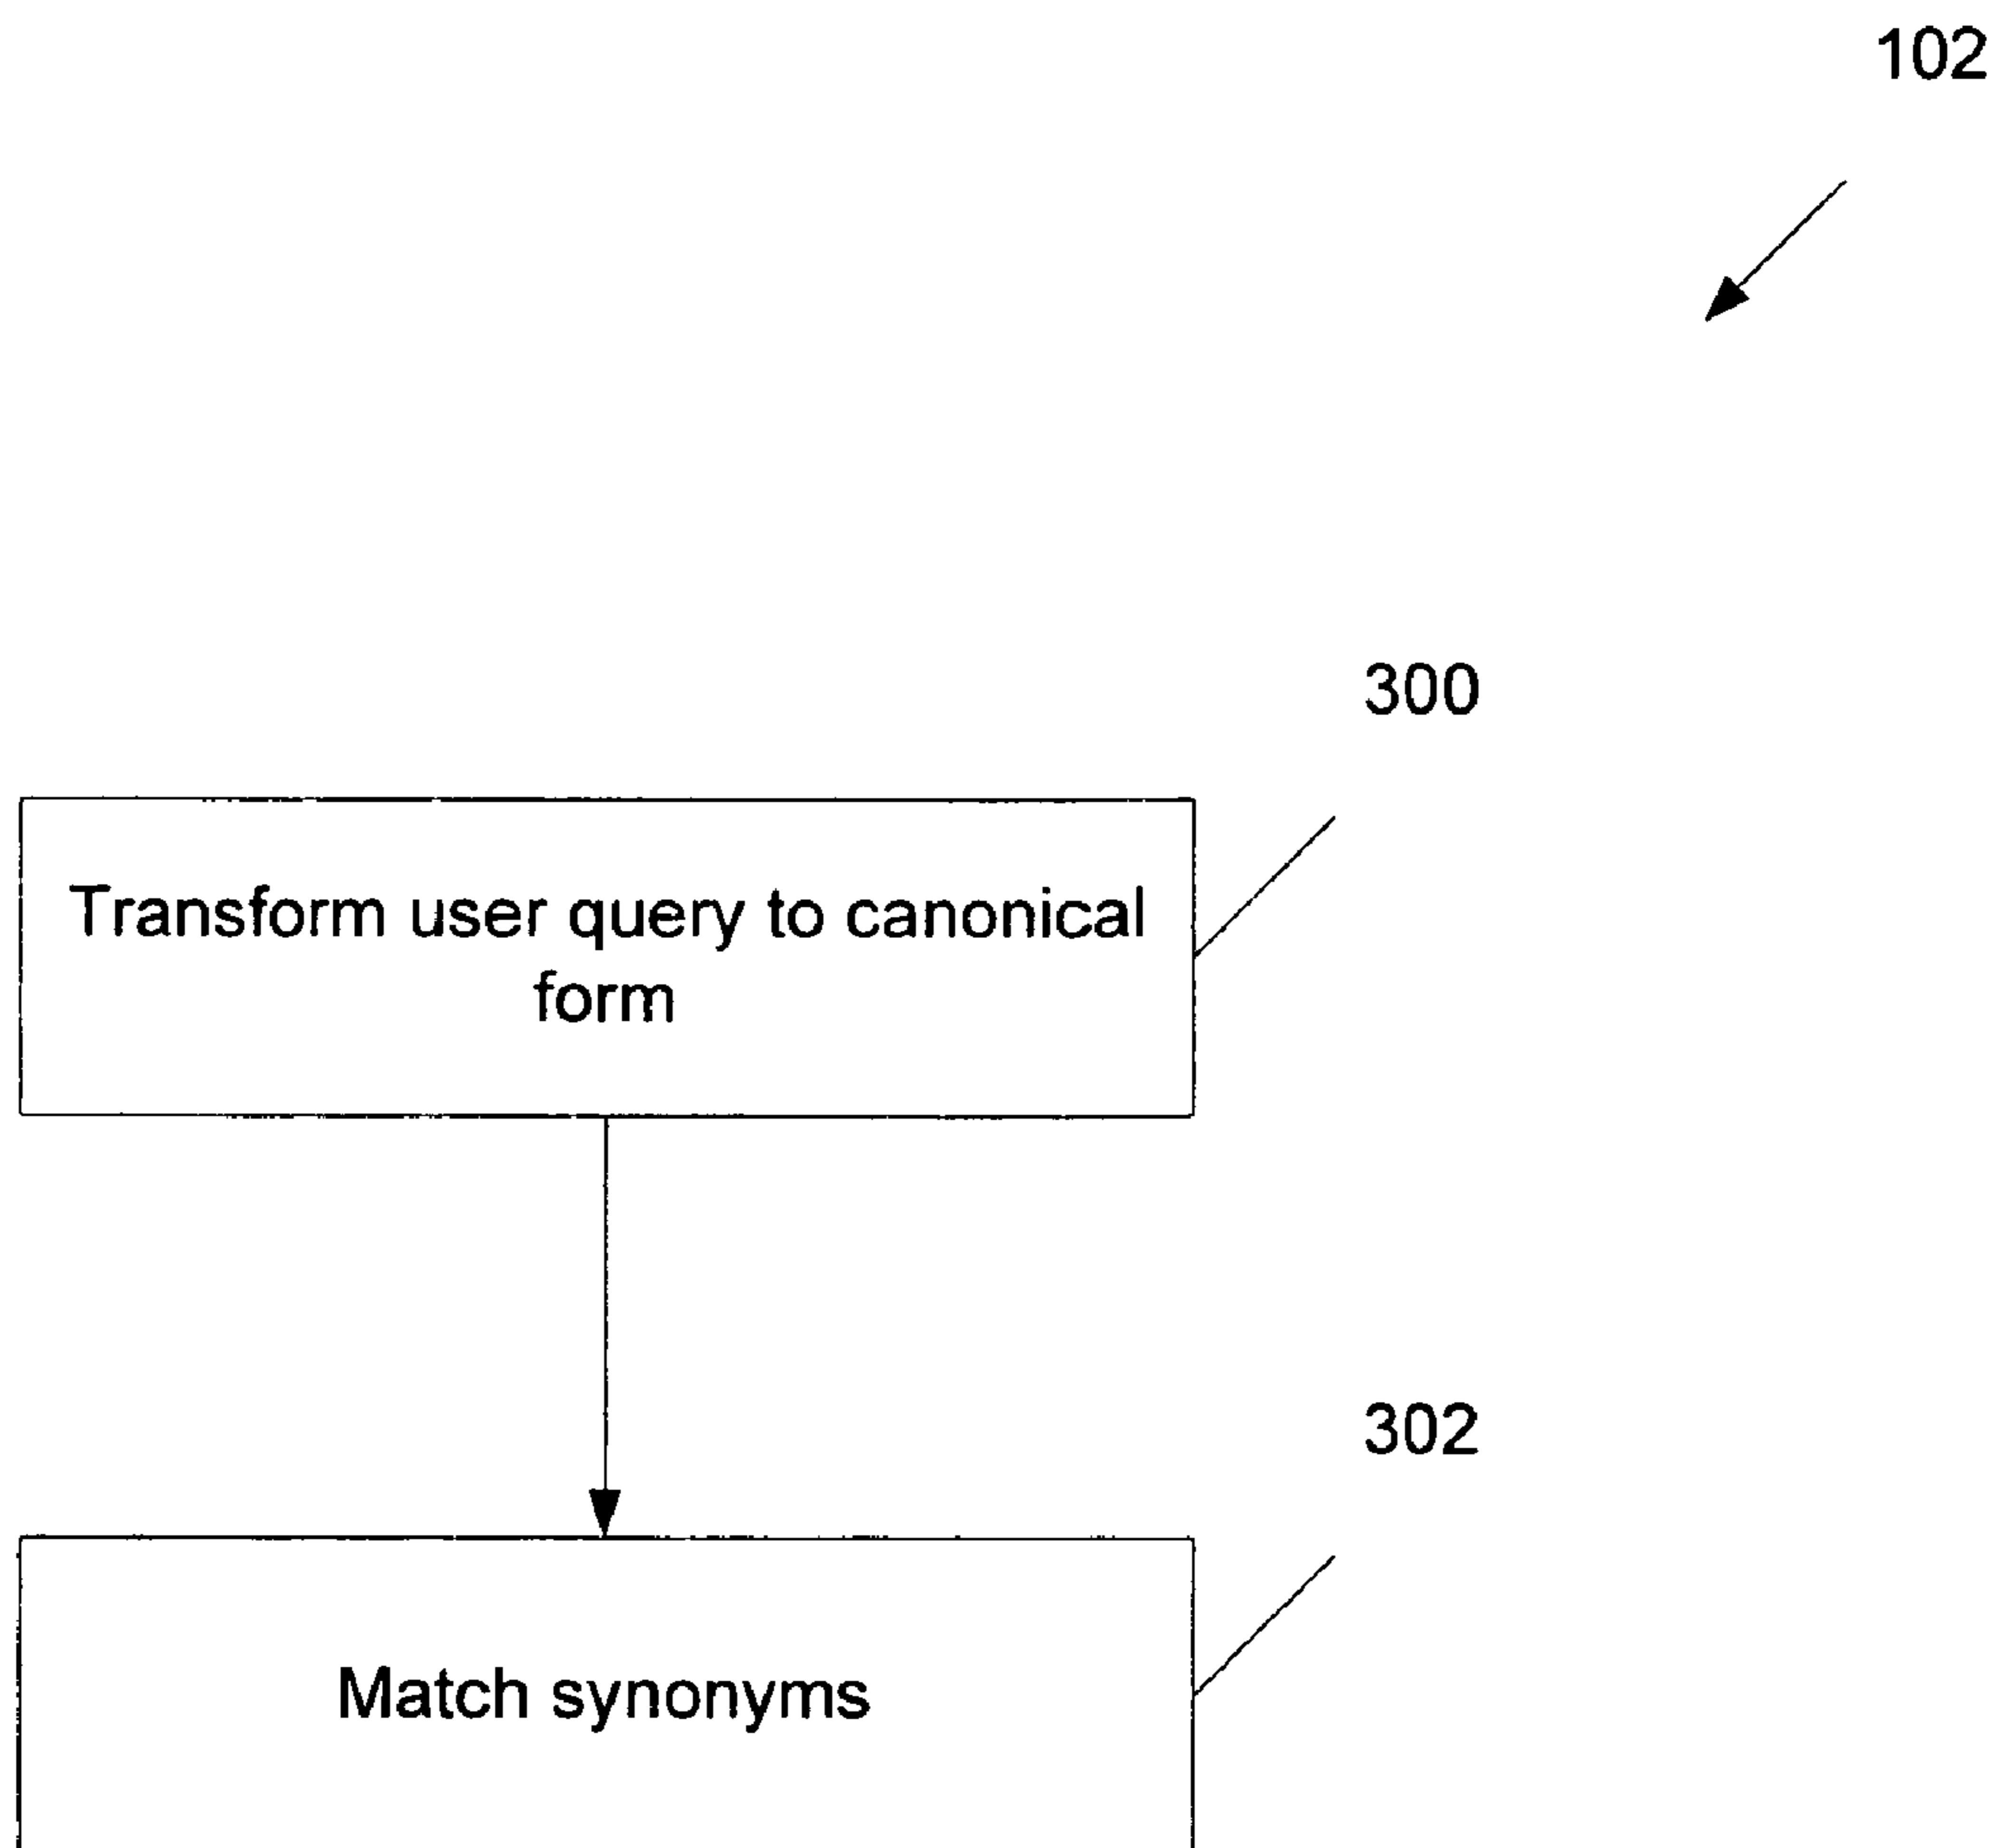 102
300
Transform user query to canonical
form
302
Match synonyms